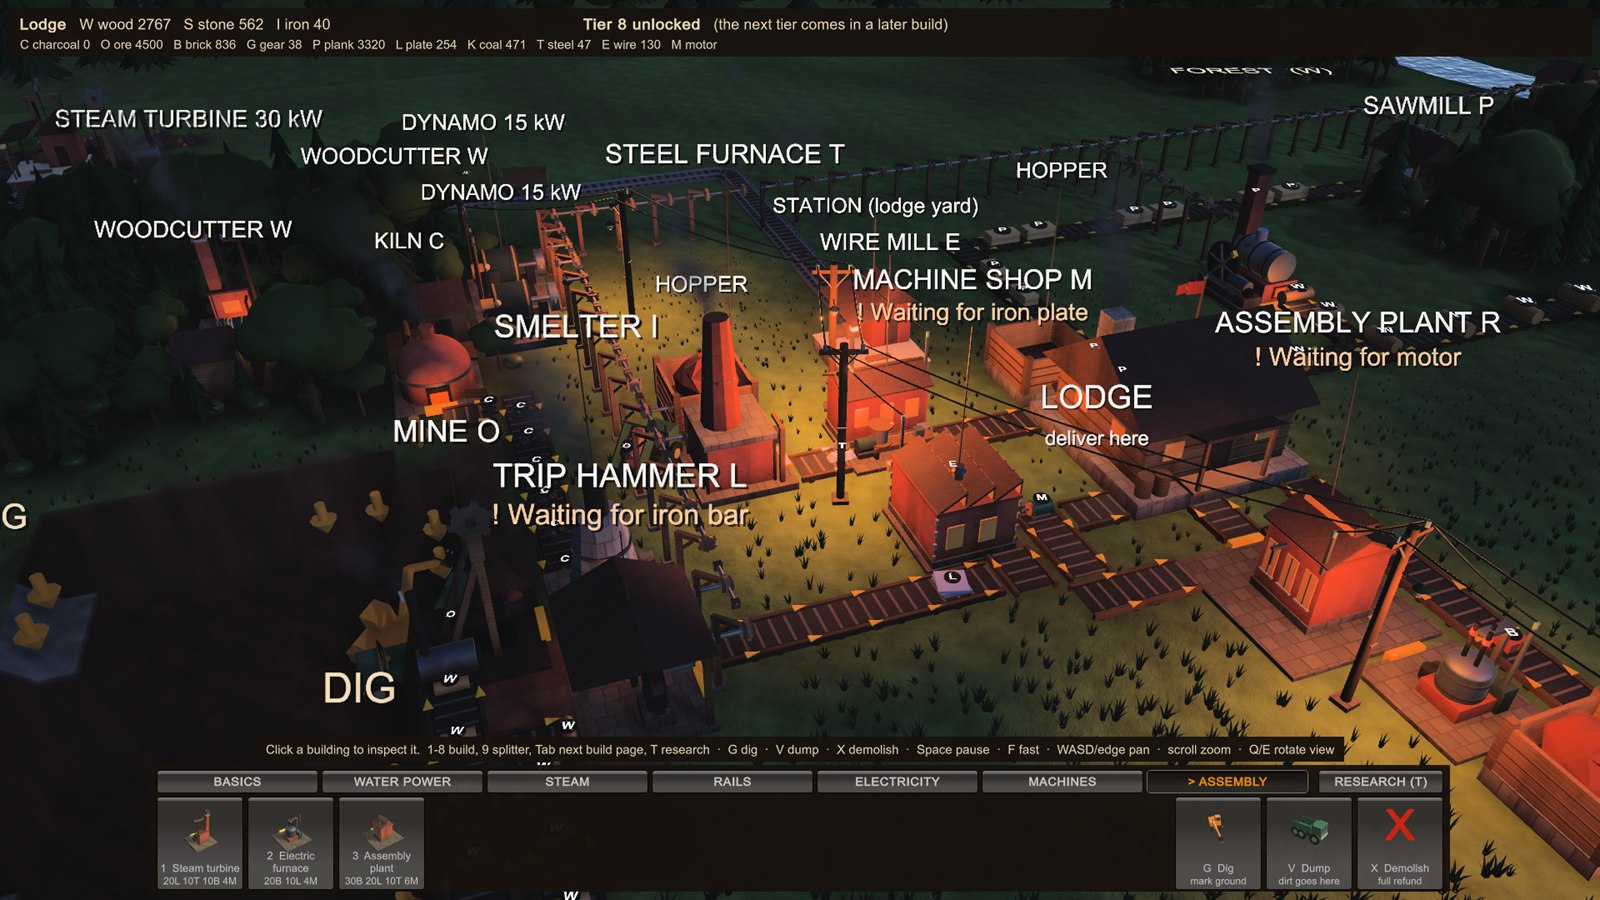 Lodge W wood 2767 S stone 562 I iron 40
Tier 8 unlocked (the next tier comes in a later build)
C charcoal 0 O ore 4500 B brick 836 G gear 38 P plank 3320 L plate 254 K coal 471 T steel 47 E wire 130 M motor
FOREST (W)
SAWMILL P
STEAM TURBINE 30 kW
DYNAMO 15 kW
WOODCUTTER W
STEEL FURNACE T
HOPPER
DYNAMO 15 kW
STATION (lodge yard)
WOODCUTTER W
KILN C
WIRE MILL E
HOPPER
MACHINE SHOP M
! Waiting for iron plate
SMELTER I
ASSEMBLY PLANT R
! Waiting for motor
LODGE
deliver here
MINE O
TRIP HAMMER L
! Waiting for iron bar
G
DIG
Click a building to inspect it. 1-8 build, 9 splitter, Tab next build page, T research · G dig · V dump · X demolish · Space pause · F fast · WASD/edge pan · scroll zoom · Q/E rotate view
BASICS
WATER POWER
STEAM
RAILS
ELECTRICITY
MACHINES
> ASSEMBLY
RESEARCH (T)
1 Steam turbine
20L 10T 10B 4M
2 Electric furnace
20B 10L 4M
3 Assembly plant
30B 20L 10T 6M
G Dig
mark ground
V Dump
dirt goes here
X
X Demolish
full refund